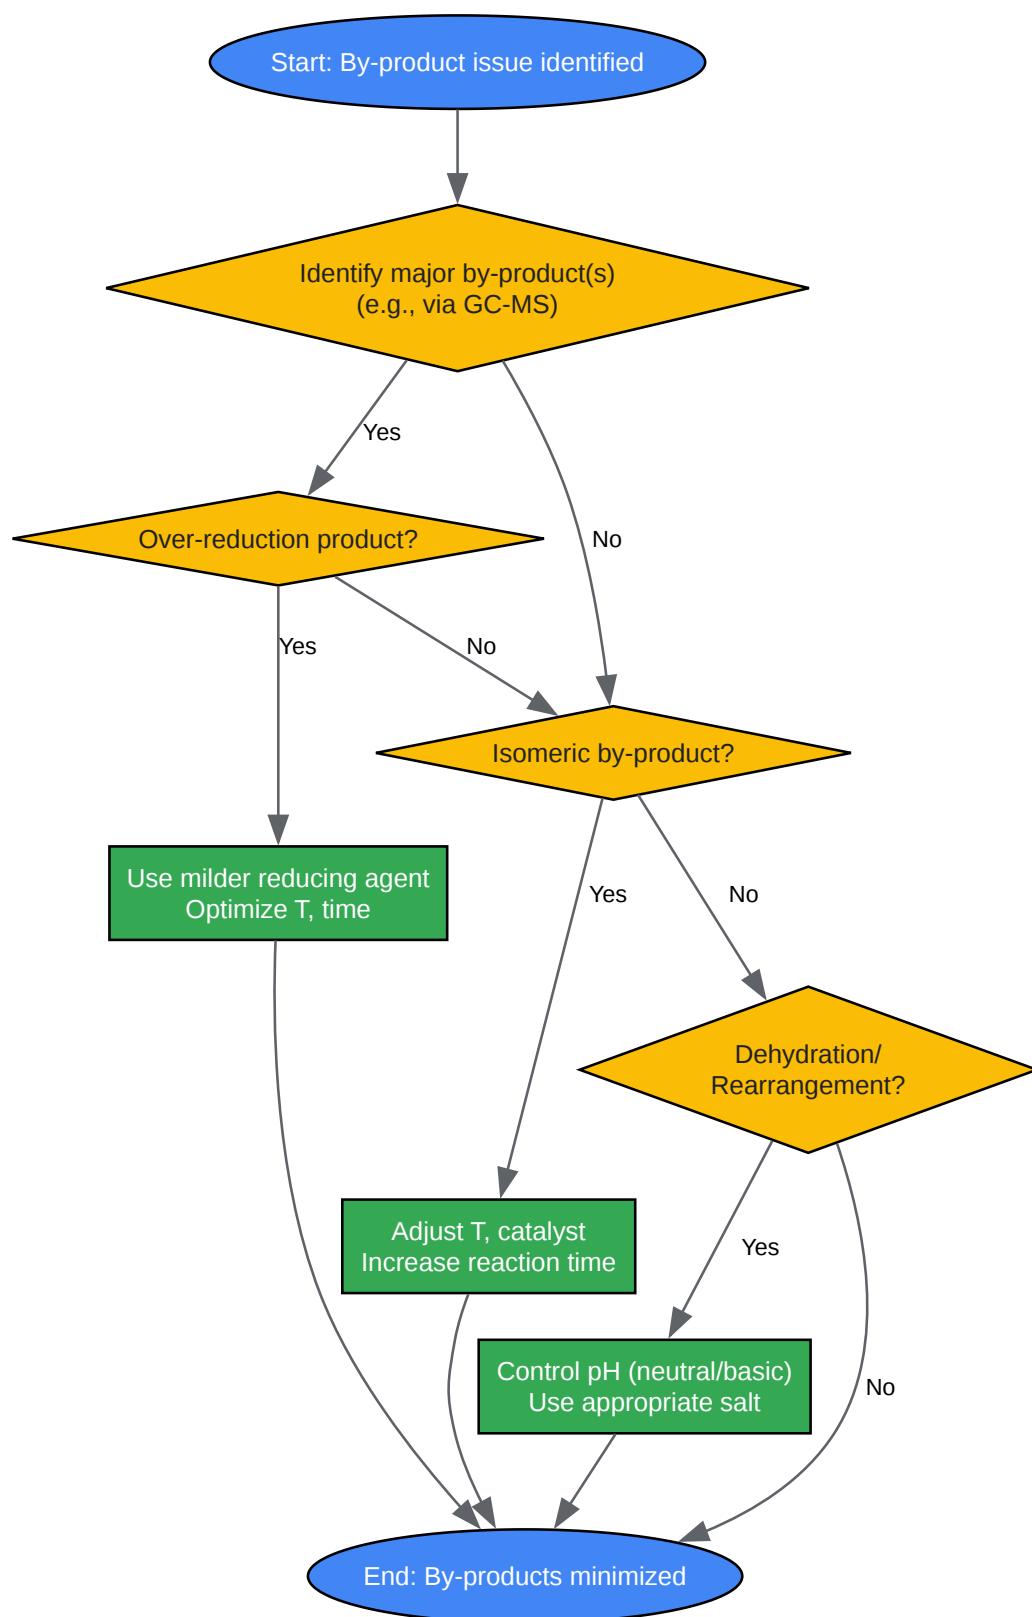 Start: By-product issue identified
Identify major by-product(s)
(e.g., via GC-MS)
Yes
No
Over-reduction product?
Yes
No
Isomeric by-product?
Use milder reducing agent
Optimize T, time
Yes
No
Dehydration/
Rearrangement?
Adjust T, catalyst
Increase reaction time
Yes
Control pH (neutral/basic)
Use appropriate salt
No
End: By-products minimized